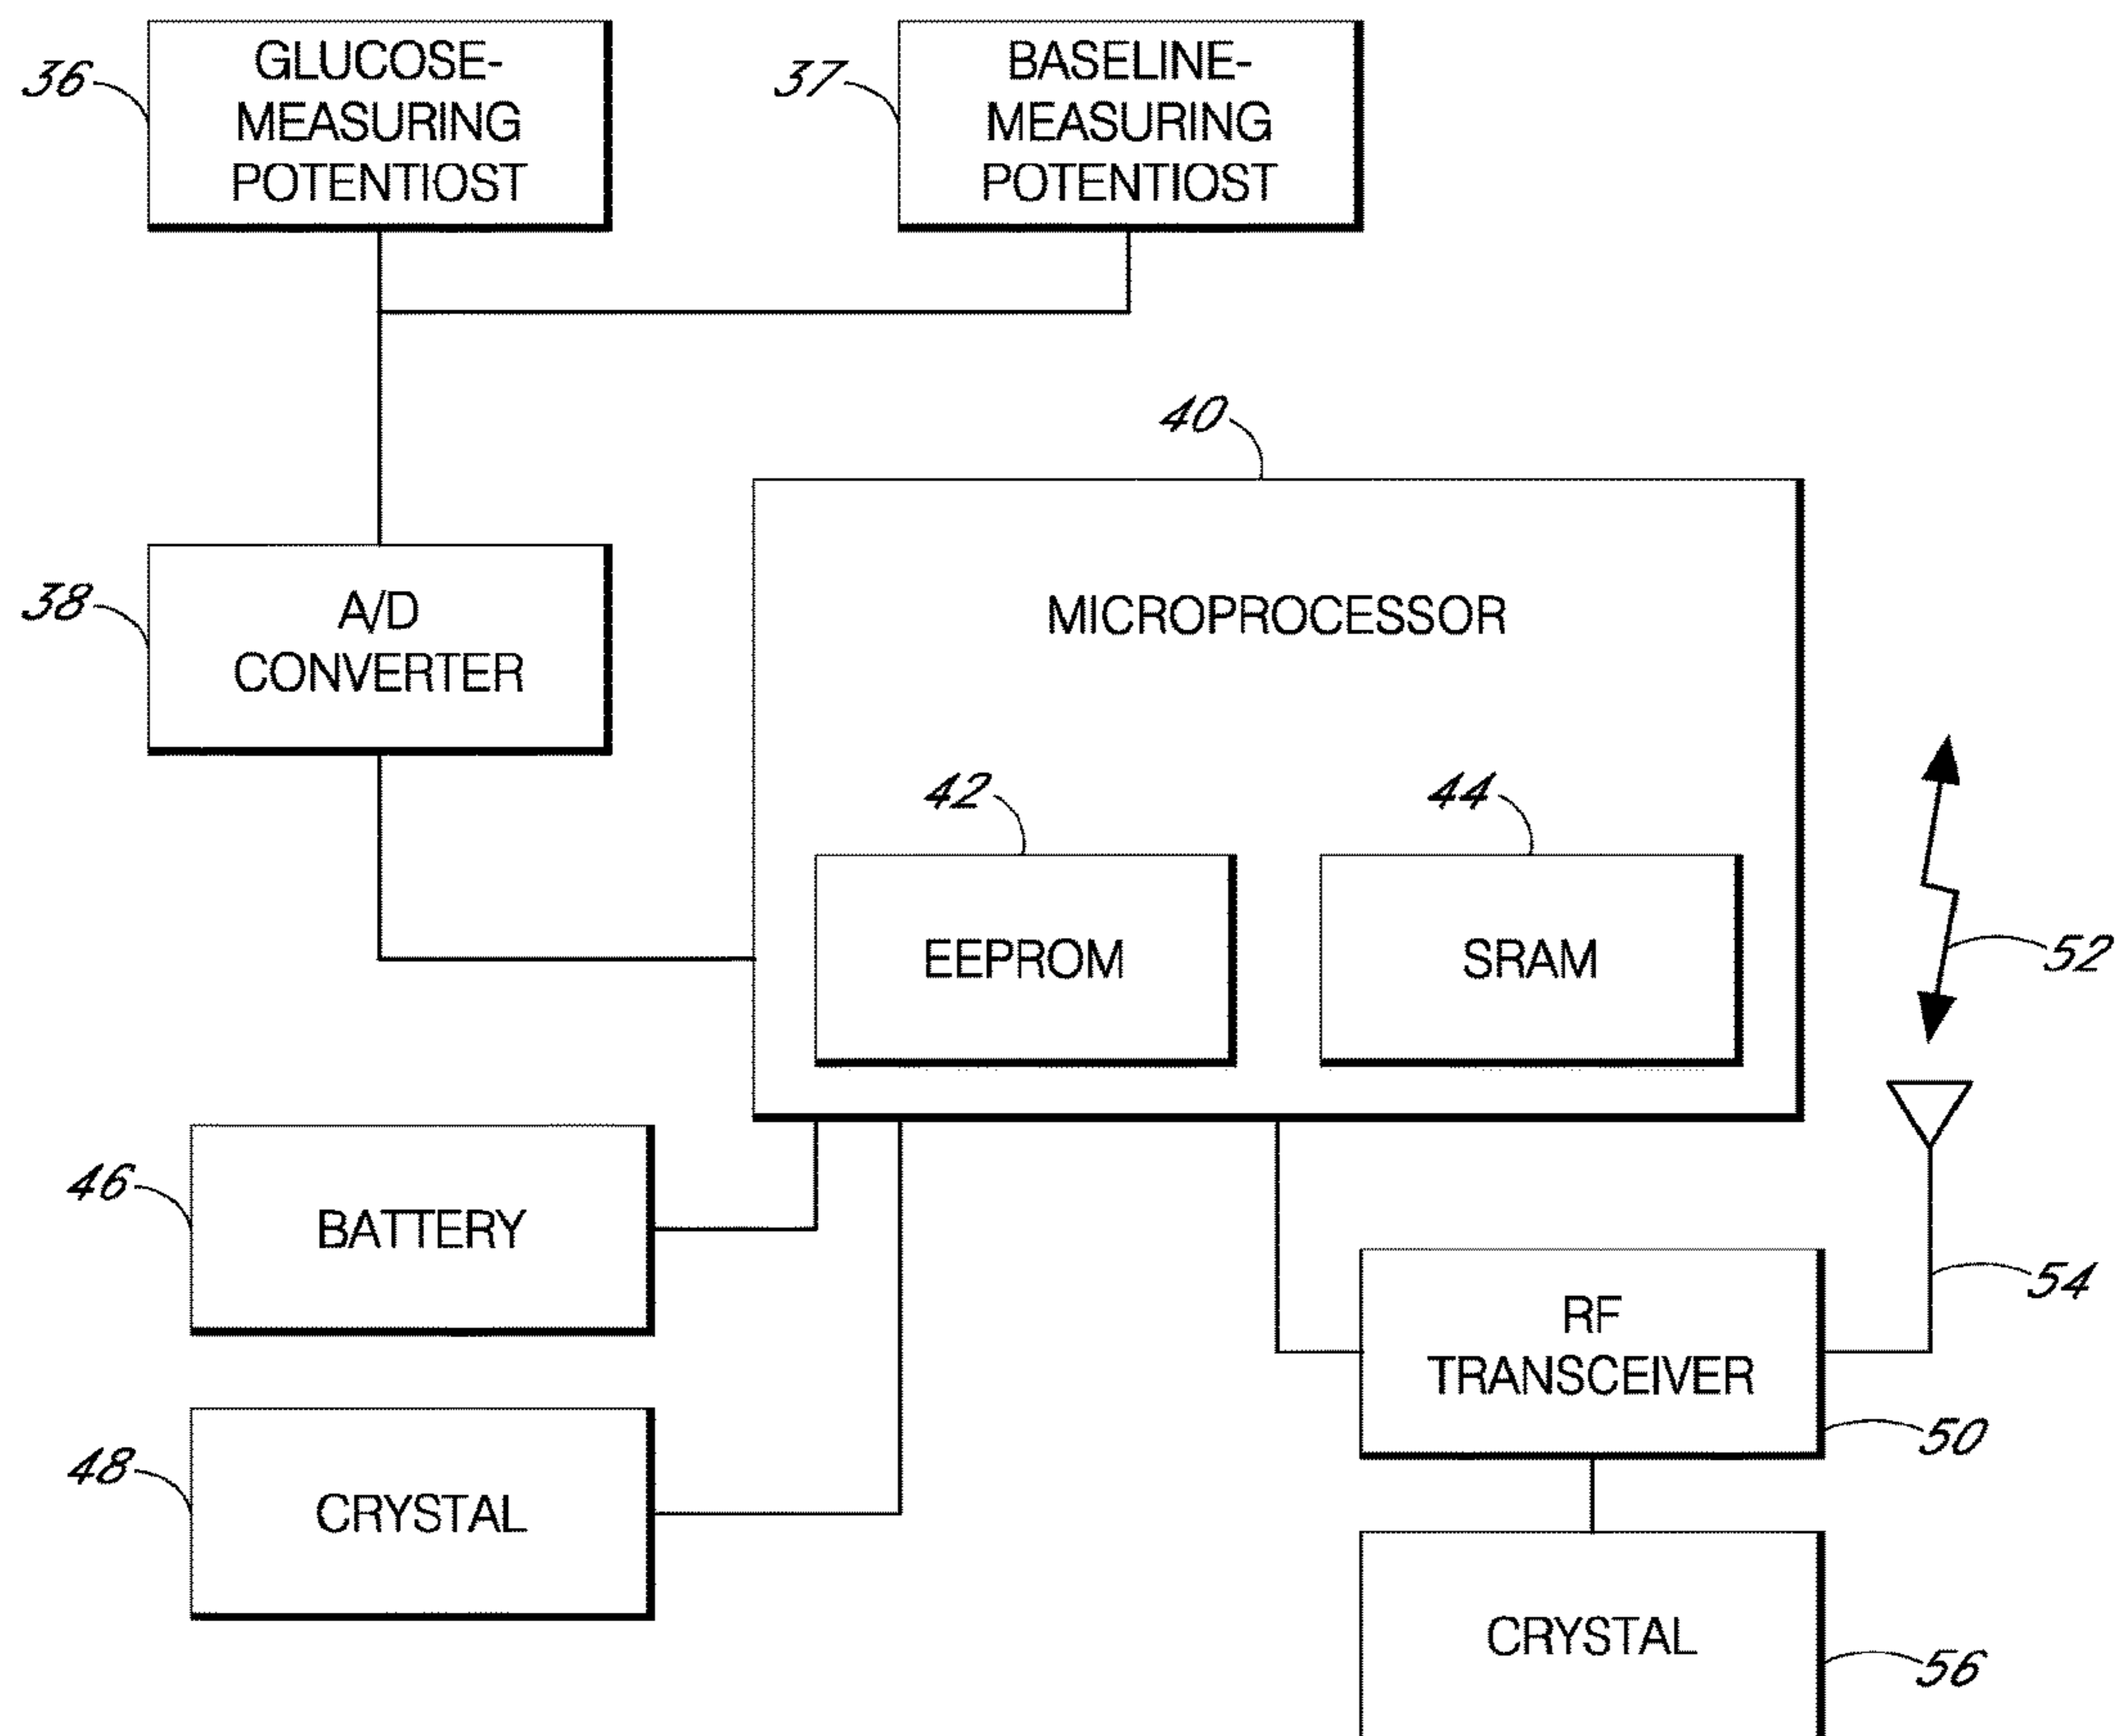 36
GLUCOSE-
MEASURING
POTENTIOST
37
BASELINE-
MEASURING
POTENTIOST
40
38
A/D
CONVERTER
MICROPROCESSOR
42
44
EEPROM
SRAM
52
46
BATTERY
54
RF
TRANSCEIVER
50
48
CRYSTAL
CRYSTAL
56